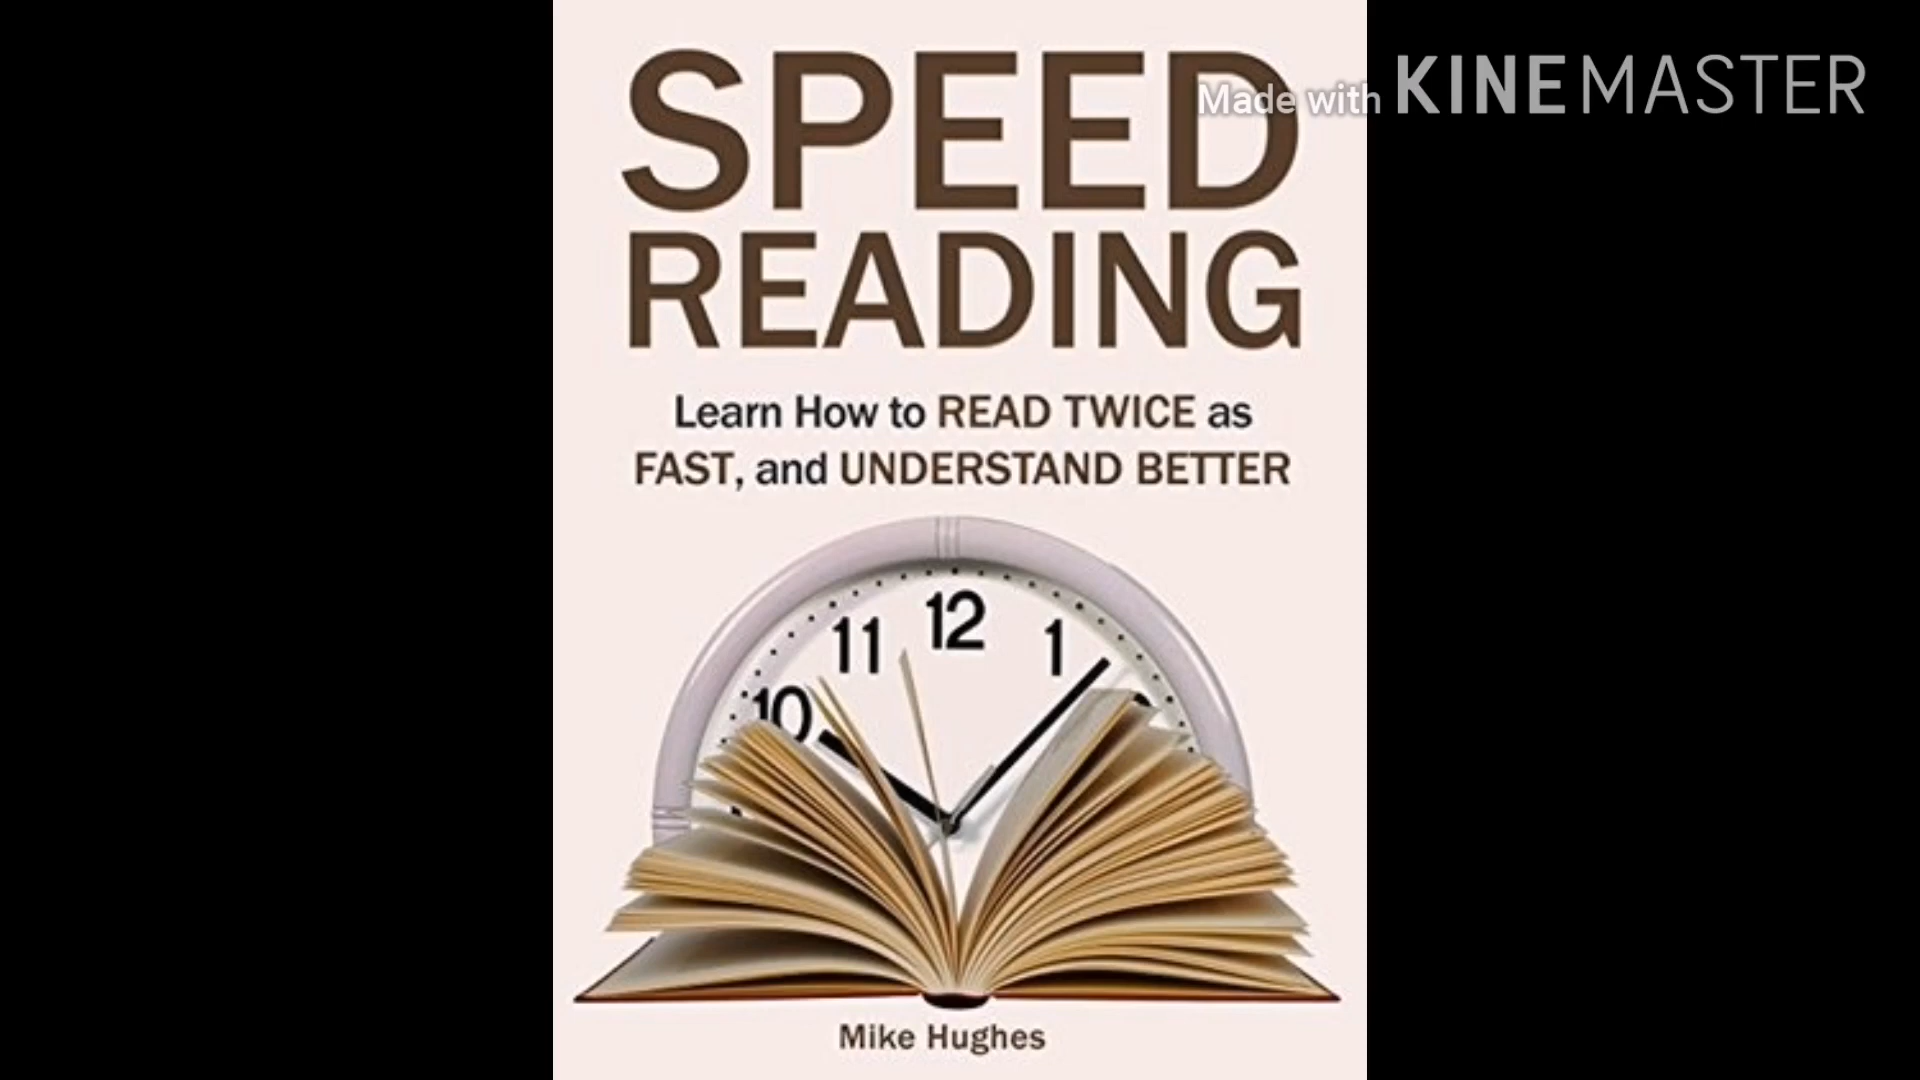 SPEED
Made with KINEMASTER
READING
Learn How to READ TWICE as
FAST, and UNDERSTAND BETTER
12
11
1
10
Mike Hughes